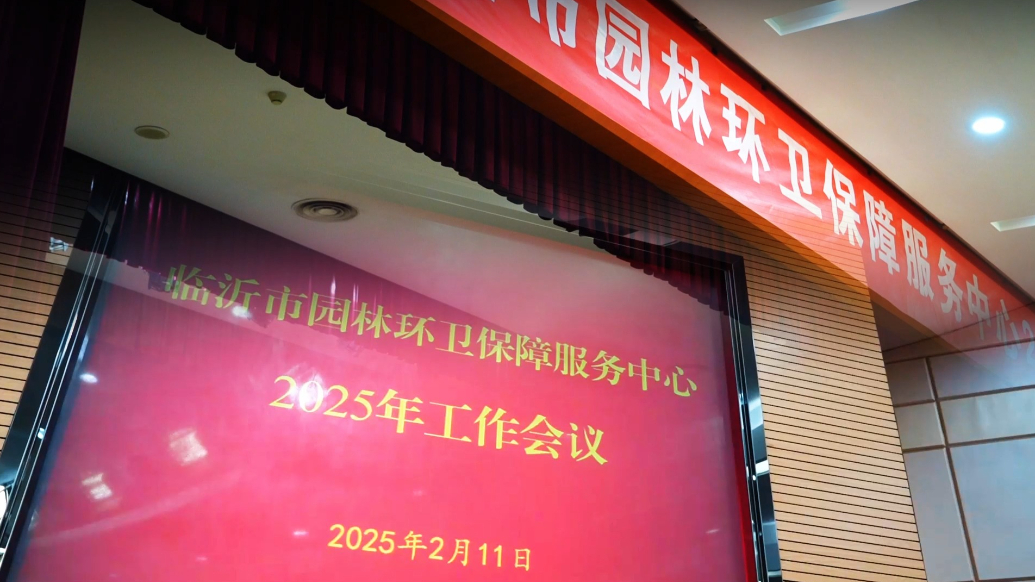 市园林环卫保障服务中心
临沂市园林环卫保障服务中心
2025年工作会议
2025年2月11日